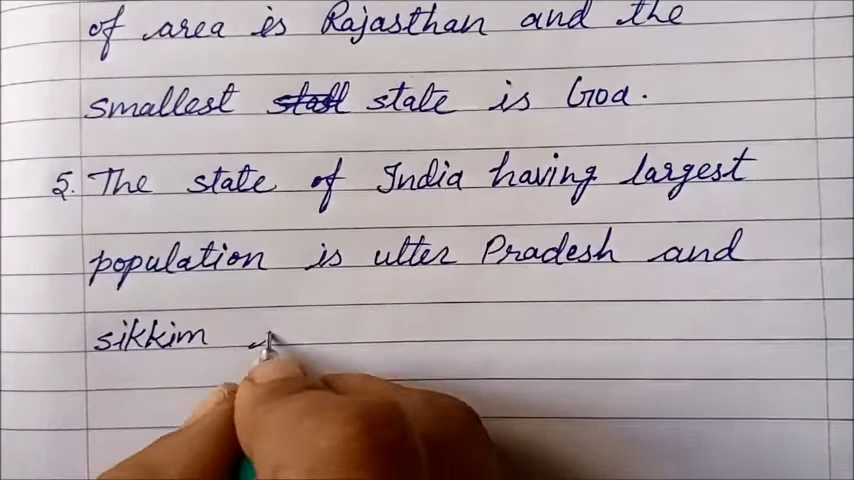 of area is Rajasthan and the
smallest state is Goa.
5. The state of India having largest
population is utter Pradesh and
sikkim